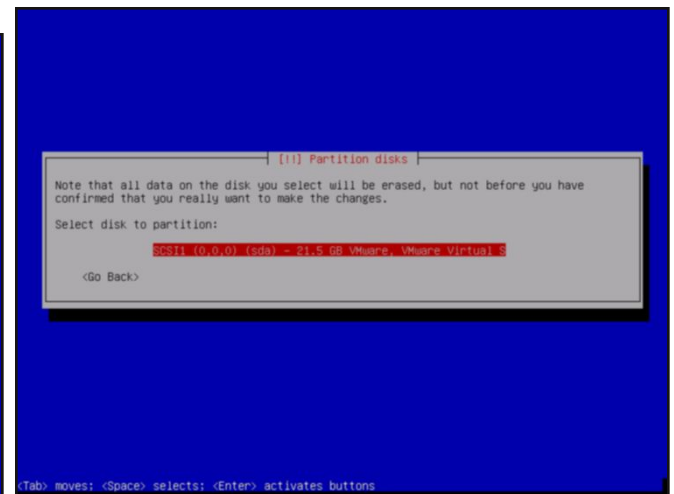 [!!] Partition disks
Note that all data on the disk you select will be erased, but not before you have
confirmed that you really want to make the changes.
Select disk to partition:
SCSI1 (0,0,0) (sda) - 21.5 GB VMware, VMware Virtual S
<Go Back>
<Tab> moves; <Space> selects; <Enter> activates buttons